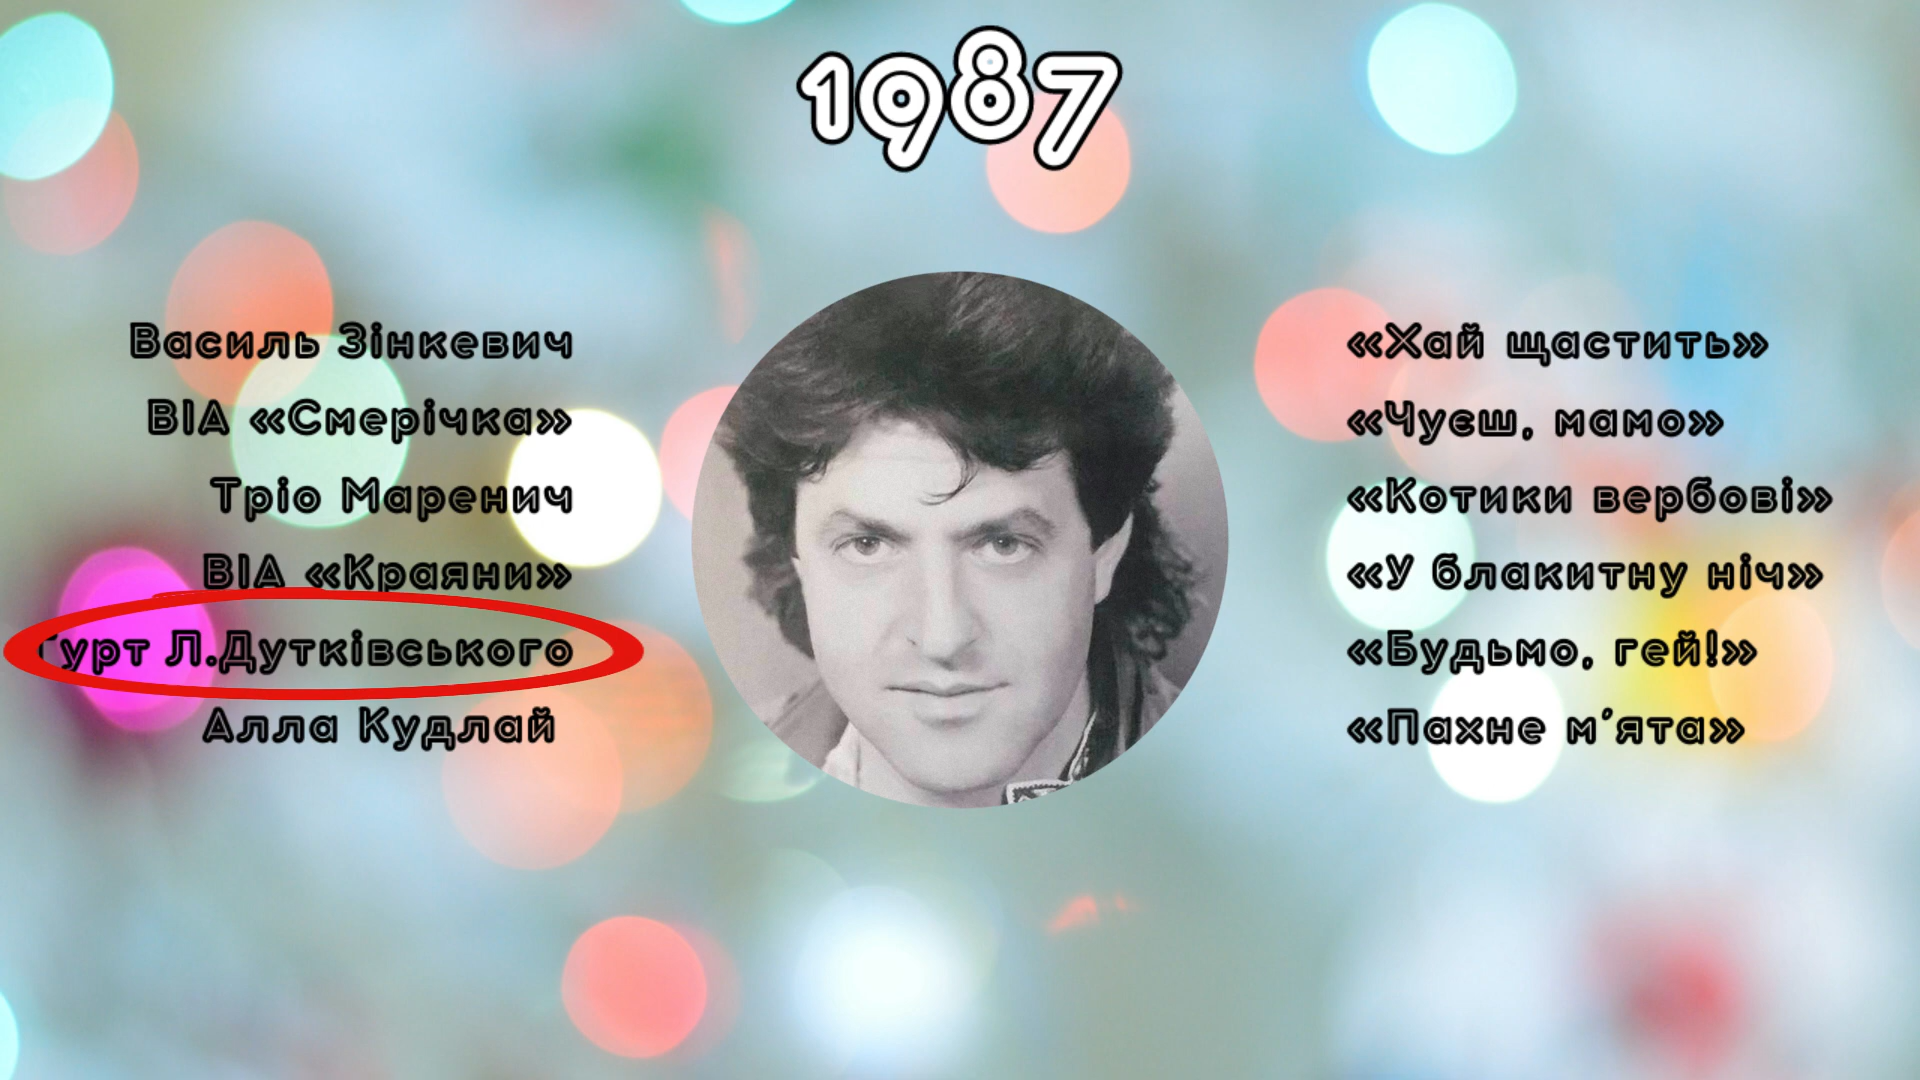 1987
Василь Зінкевич
«Хай щастить»
ВІА «Смерічка»
«Чуєш, мамо»
Тріо Маренич
«Котики вербові»
ВІА «Краяни»
«У блакитну ніч»
Гурт Л.Дутківського
«Будьмо, гей!»
Алла Кудлай
«Пахне м'ята»